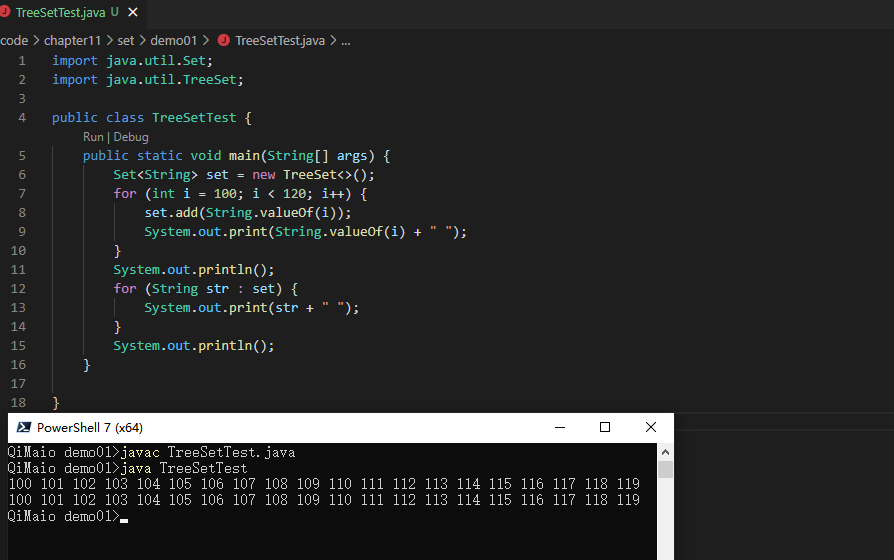 TreeSetTest.java U
code > chapter11 > set > demo01 > TreeSetTest.java > ...
1 import java.util.Set;
2 import java.util.TreeSet;
3
4 public class TreeSetTest {
Run | Debug
5 public static void main(String[] args) {
6 Set<String> set = new TreeSet<>();
7 for (int i = 100; i < 120; i++) {
8 set.add(String.valueOf(i));
9 System.out.print(String.valueOf(i) + " ");
10 }
11 System.out.println();
12 for (String str : set) {
13 System.out.print(str + " ");
14 }
15 System.out.println();
16 }
17
18 }
PowerShell 7 (x64)
QiMaio demo01>javac TreeSetTest.java
QiMaio demo01>java TreeSetTest
100 101 102 103 104 105 106 107 108 109 110 111 112 113 114 115 116 117 118 119
100 101 102 103 104 105 106 107 108 109 110 111 112 113 114 115 116 117 118 119
QiMaio demo01>